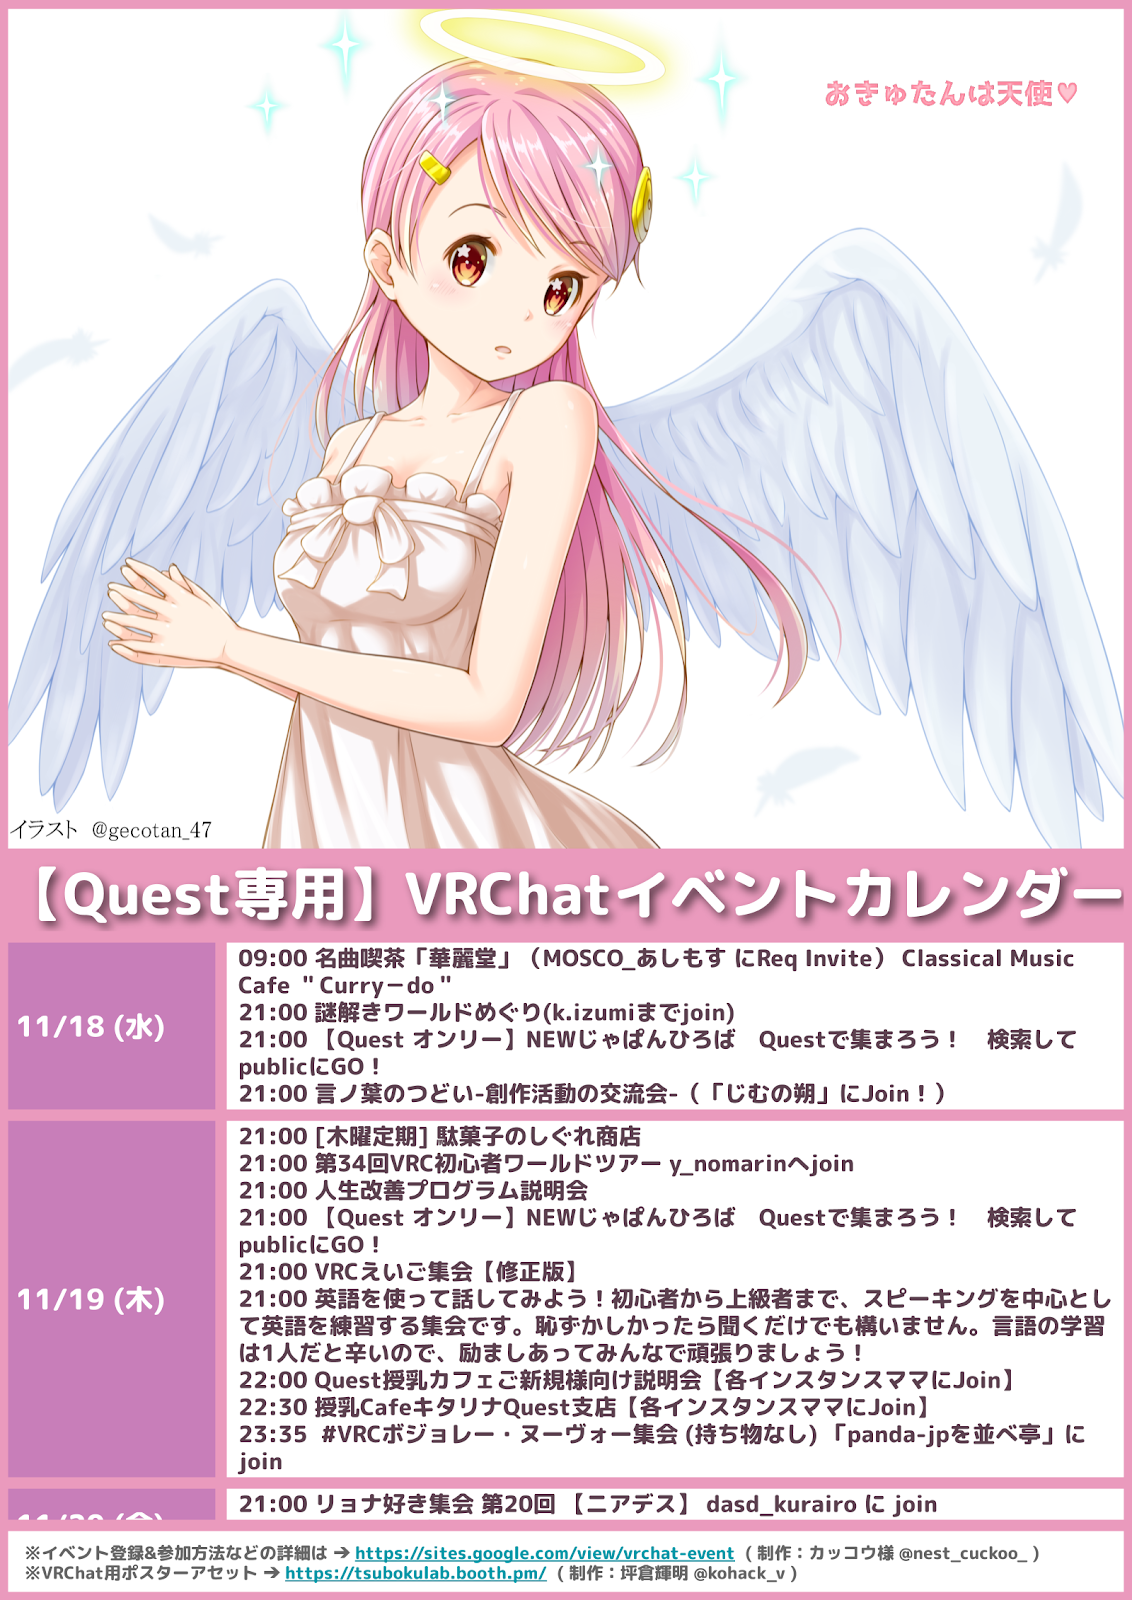 おきゅたんは天使♥
イラスト @gecotan_47
【Quest専用】VRChatイベントカレンダー
11/18 (水)
09:00 名曲喫茶「華麗堂」（MOSCO_あしもす にReq Invite） Classical Music
Cafe ＂Curry－do＂
21:00 謎解きワールドめぐり(k.izumiまでjoin)
21:00 【Quest オンリー】NEWじゃぱんひろば　Questで集まろう！　検索して
publicにGO！
21:00 言ノ葉のつどい-創作活動の交流会-（「じむの朔」にJoin！）
11/19 (木)
21:00 [木曜定期] 駄菓子のしぐれ商店
21:00 第34回VRC初心者ワールドツアー y_nomarinへjoin
21:00 人生改善プログラム説明会
21:00 【Quest オンリー】NEWじゃぱんひろば　Questで集まろう！　検索して
publicにGO！
21:00 VRCえいご集会【修正版】
21:00 英語を使って話してみよう！初心者から上級者まで、スピーキングを中心とし
て英語を練習する集会です。恥ずかしかったら聞くだけでも構いません。言語の学習
は1人だと辛いので、励ましあってみんなで頑張りましょう！
22:00 Quest授乳カフェご新規様向け説明会【各インスタンスママにJoin】
22:30 授乳CafeキタリナQuest支店【各インスタンスママにJoin】
23:35 #VRCボジョレー・ヌーヴォー集会 (持ち物なし) 「panda-jpを並べ亭」に
join
11/20 (金)
21:00 リョナ好き集会 第20回 【ニアデス】 dasd_kurairo に join
※イベント登録&参加方法などの詳細は ➔ https://sites.google.com/view/vrchat-event ( 制作：カッコウ様 @nest_cuckoo_ )
※VRChat用ポスターアセット ➔ https://tsubokulab.booth.pm/ ( 制作：坪倉輝明 @kohack_v )